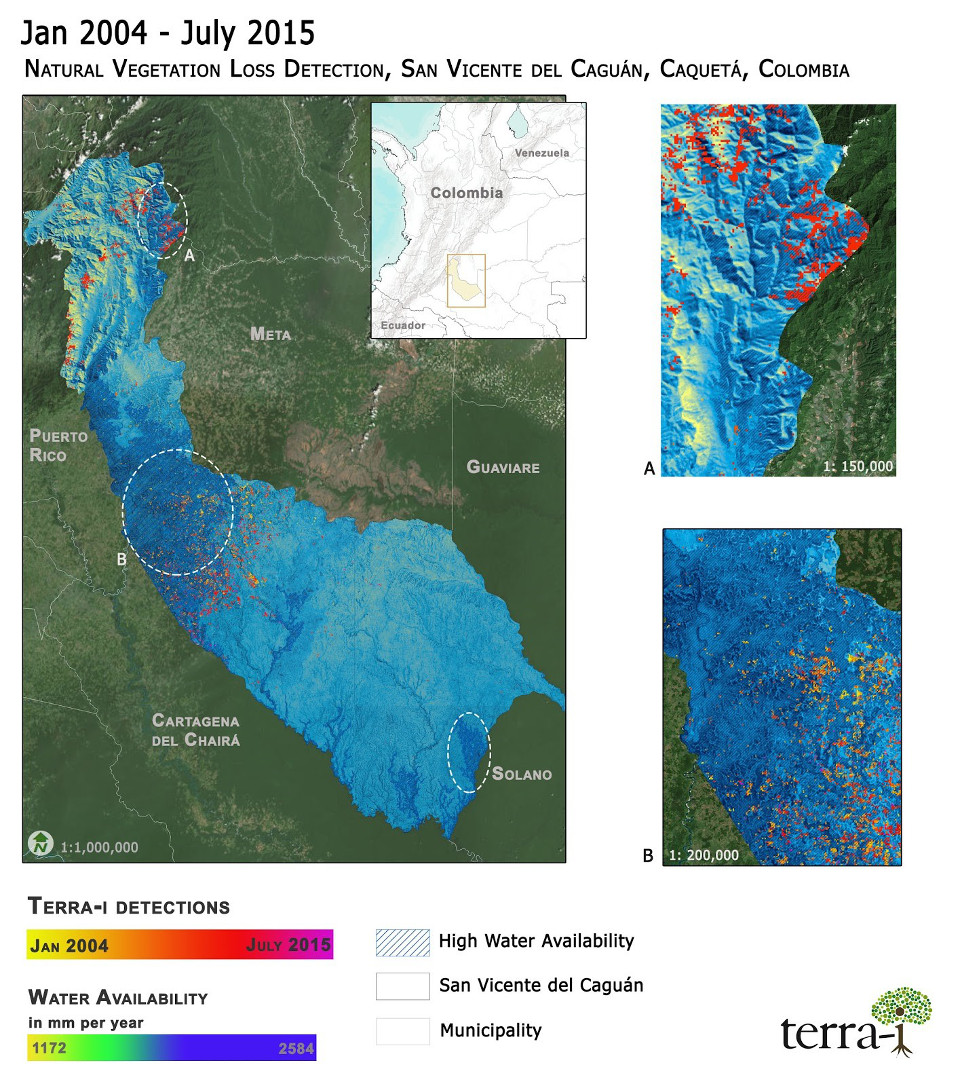 Jan 2004 - July 2015
Natural Vegetation Loss Detection, San Vicente del Caguán, Caquetá, Colombia
Venezuela
Colombia
Ecuador
A
Meta
Puerto
Rico
Guaviare
B
Cartagena
del Chairá
Solano
N
1:1,000,000
A
1: 150,000
B
1: 200,000
Terra-i detections
Jan 2004
July 2015
Water Availability
in mm per year
1172
2584
High Water Availability
San Vicente del Caguán
Municipality
terra-i